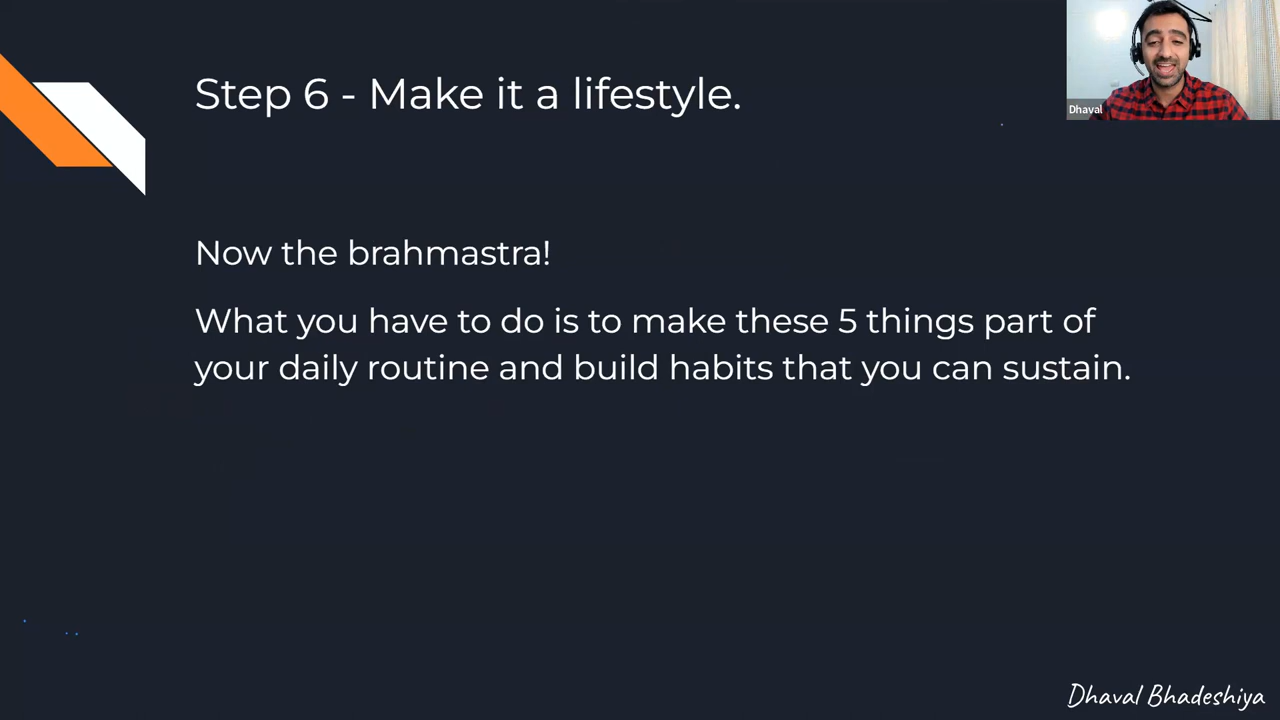 Step 6 - Make it a lifestyle.
Dhaval
Now the brahmastra!
What you have to do is to make these 5 things part of
your daily routine and build habits that you can sustain.
Dhaval Bhadeshiya